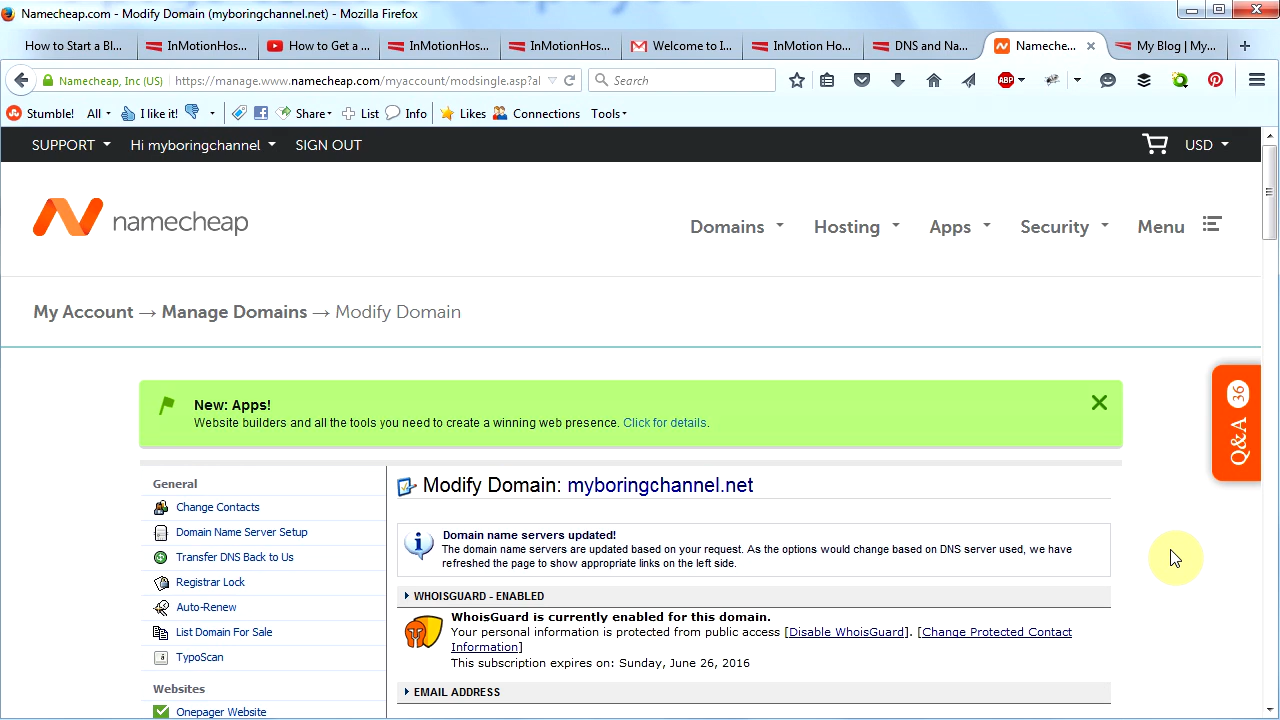 Namecheap.com - Modify Domain (myboringchannel.net) - Mozilla Firefox
How to Start a Bl...
InMotionHos...
How to Get a ...
InMotionHos...
InMotionHos...
Welcome to I...
InMotion Ho...
DNS and Na...
Nameche...
My Blog | My...
Namecheap, Inc (US)
https://manage.www.namecheap.com/myaccount/modsingle.asp?al
Search
ABP
Stumble!
All
I like it!
Share
List
Info
Likes
Connections
Tools
SUPPORT
Hi myboringchannel
SIGN OUT
USD
namecheap
Domains
Hosting
Apps
Security
Menu
My Account → Manage Domains → Modify Domain
New: Apps!
Website builders and all the tools you need to create a winning web presence. Click for details.
Q&A 36
General
Change Contacts
Domain Name Server Setup
Transfer DNS Back to Us
Registrar Lock
Auto-Renew
List Domain For Sale
TypoScan
Websites
Onepager Website
Modify Domain: myboringchannel.net
Domain name servers updated!
The domain name servers are updated based on your request. As the options would change based on DNS server used, we have
refreshed the page to show appropriate links on the left side.
WHOISGUARD - ENABLED
WhoisGuard is currently enabled for this domain.
Your personal information is protected from public access [Disable WhoisGuard]. [Change Protected Contact
Information]
This subscription expires on: Sunday, June 26, 2016
EMAIL ADDRESS